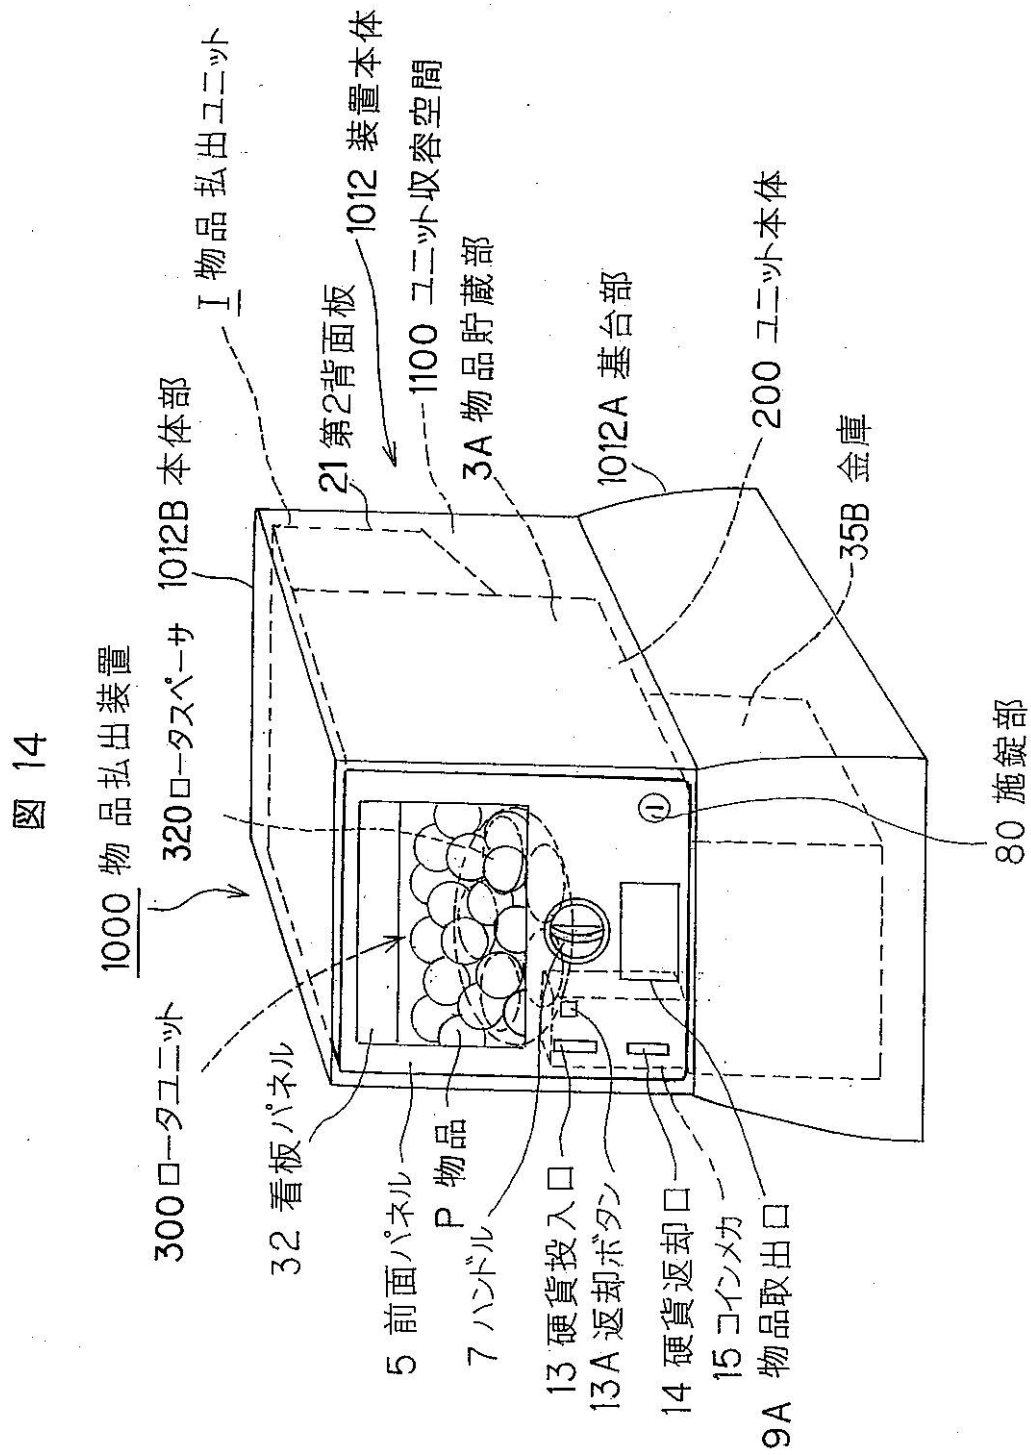 図 14
1000 物品払出装置
300ロータユニット
320ロータスペーサ
1012B 本体部
I 物品払出ユニット
21 第2背面板
1012 装置本体
1100 ユニット収容空間
3A 物品貯蔵部
1012A 基台部
200 ユニット本体
35B 金庫
80 施錠部
32 看板パネル
5 前面パネル
P 物品
7 ハンドル
13 硬貨投入口
13A 返却ボタン
14 硬貨返却口
15 コインメカ
9A 物品取出口